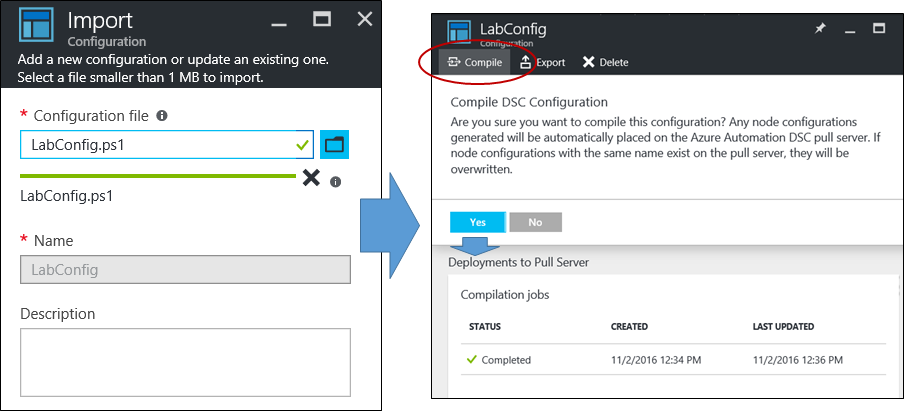 Import
Configuration
Add a new configuration or update an existing one.
Select a file smaller than 1 MB to import.
* Configuration file
LabConfig.ps1
LabConfig.ps1
* Name
LabConfig
Description
LabConfig
Configuration
Compile Export Delete
Compile DSC Configuration
Are you sure you want to compile this configuration? Any node configurations
generated will be automatically placed on the Azure Automation DSC pull server. If
node configurations with the same name exist on the pull server, they will be
overwritten.
Yes No
Deployments to Pull Server
Compilation jobs
STATUS CREATED LAST UPDATED
Completed 11/2/2016 12:34 PM 11/2/2016 12:36 PM